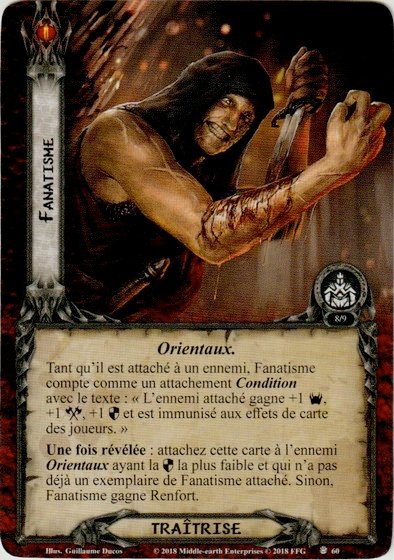 Fanatisme
8/9
Orientaux.
Tant qu'il est attaché à un ennemi, Fanatisme
compte comme un attachement Condition
avec le texte : « L'ennemi attaché gagne +1 ,
+1 , +1 et est immunisé aux effets de carte
des joueurs. »
Une fois révélée : attachez cette carte à l'ennemi
Orientaux ayant la la plus faible et qui n'a pas
déjà un exemplaire de Fanatisme attaché. Sinon,
Fanatisme gagne Renfort.
TRAÎTRISE
Illus. Guillaume Ducos © 2018 Middle-earth Enterprises © 2018 FFG 60